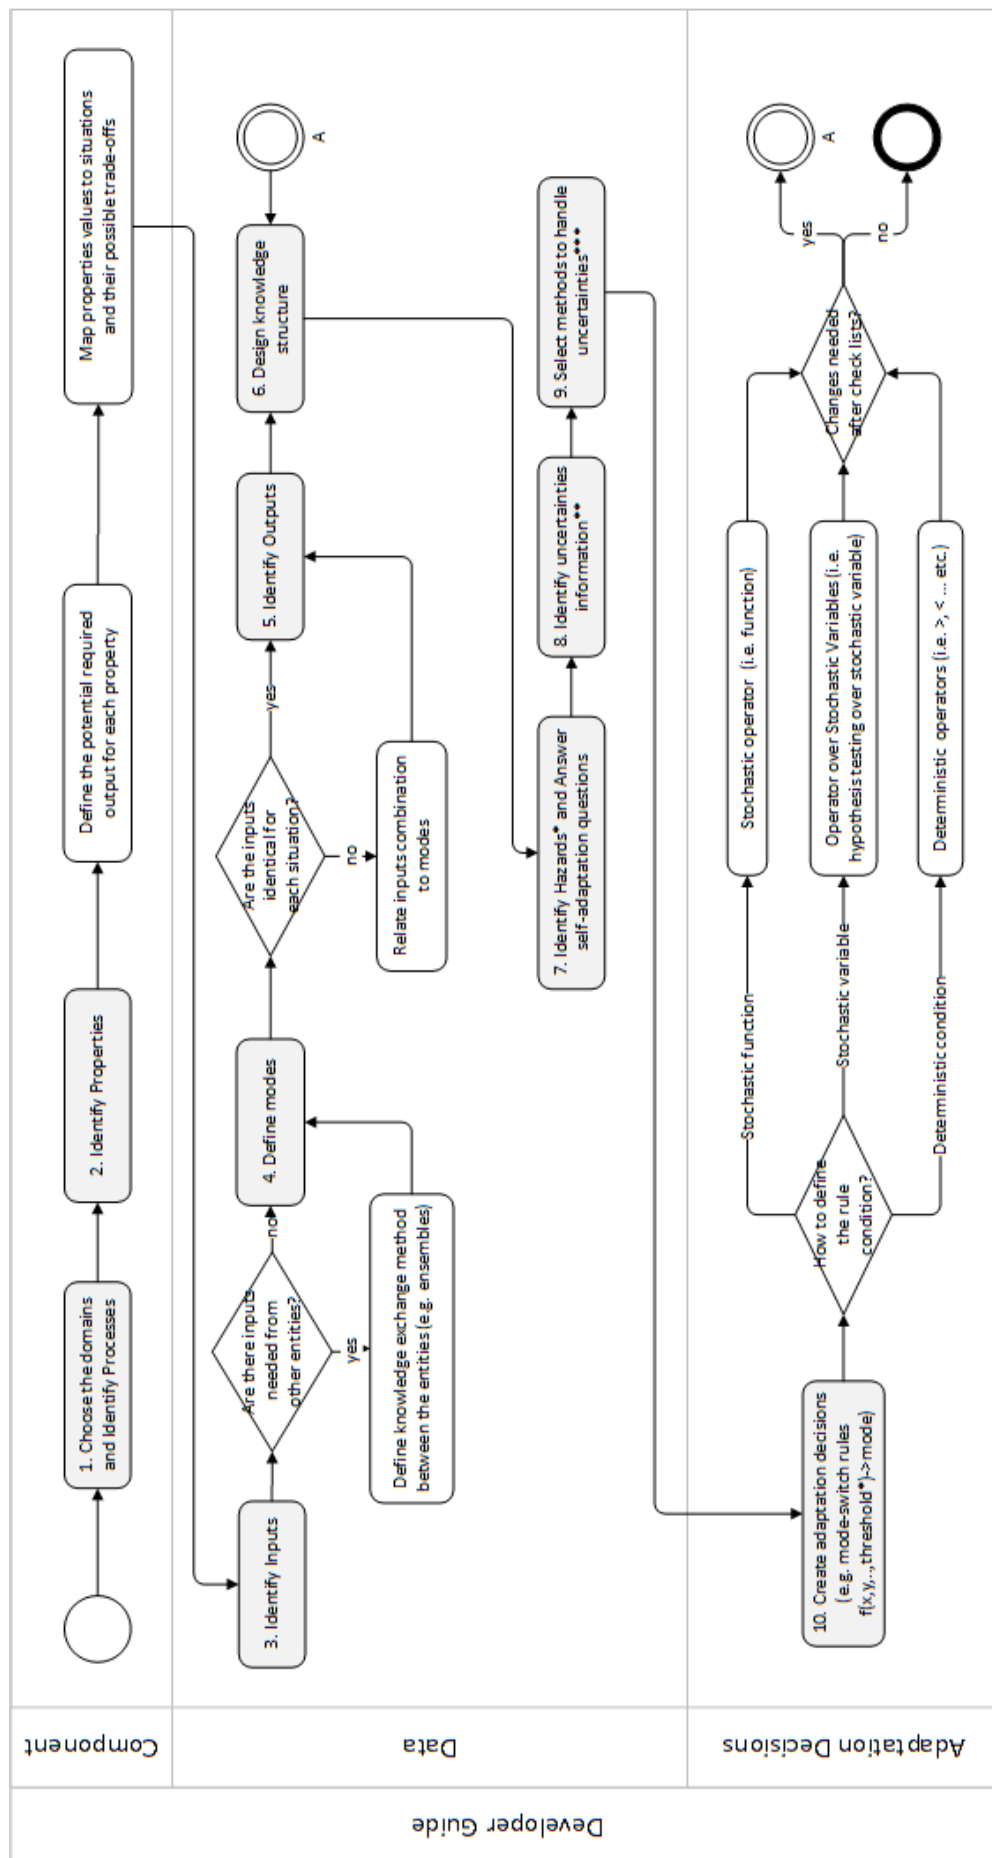 Developer Guide
Component
1. Choose the domains
and Identify Processes
2. Identify Properties
Define the potential required
output for each property
Map properties values to situations
and their possible trade-offs
Data
3. Identify Inputs
Are there inputs
needed from
other entities?
no
yes
Define knowledge exchange method
between the entities (e.g. ensembles)
4. Define modes
Are the inputs
identical for
each situation?
yes
no
Relate inputs combination
to modes
5. Identify Outputs
6. Design knowledge
structure
A
7. Identify Hazards* and Answer
self-adaptation questions
8. Identify uncertainties
information**
9. Select methods to handle
uncertainties***
Adaptation Decisions
10. Create adaptation decisions
(e.g. mode-switch rules
f(x,y,..,threshold*)->mode)
How to define
the rule
condition?
Stochastic function
Stochastic variable
Deterministic condition
Stochastic operator (i.e. function)
Operator over Stochastic Variables (i.e.
hypothesis testing over stochastic variable)
Deterministic operators (i.e. >, < ... etc.)
Changes needed
after check lists?
yes
no
A